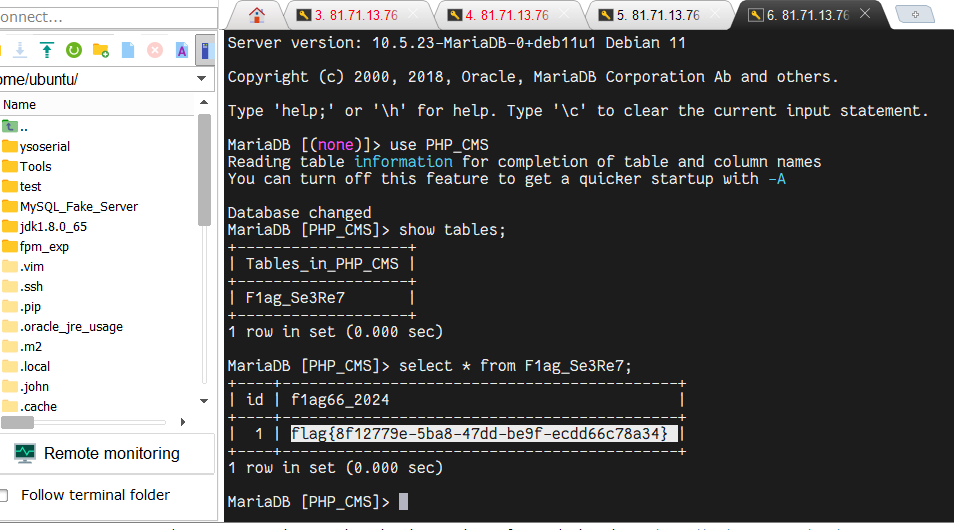 onnect...
3. 81.71.13.76
4. 81.71.13.76
5. 81.71.13.76
6. 81.71.13.76
ome/ubuntu/
Name
..
ysoserial
Tools
test
MySQL_Fake_Server
jdk1.8.0_65
fpm_exp
.vim
.ssh
.pip
.oracle_jre_usage
.m2
.local
.john
.cache
Remote monitoring
Follow terminal folder
Server version: 10.5.23-MariaDB-0+deb11u1 Debian 11
Copyright (c) 2000, 2018, Oracle, MariaDB Corporation Ab and others.
Type 'help;' or '\h' for help. Type '\c' to clear the current input statement.
MariaDB [(none)]> use PHP_CMS
Reading table information for completion of table and column names
You can turn off this feature to get a quicker startup with -A
Database changed
MariaDB [PHP_CMS]> show tables;
+-------------------+
| Tables_in_PHP_CMS |
+-------------------+
| F1ag_Se3Re7       |
+-------------------+
1 row in set (0.000 sec)
MariaDB [PHP_CMS]> select * from F1ag_Se3Re7;
+----+---------------------------------------------+
| id | f1ag66_2024                                 |
+----+---------------------------------------------+
|  1 | flag{8f12779e-5ba8-47dd-be9f-ecdd66c78a34}  |
+----+---------------------------------------------+
1 row in set (0.000 sec)
MariaDB [PHP_CMS]>